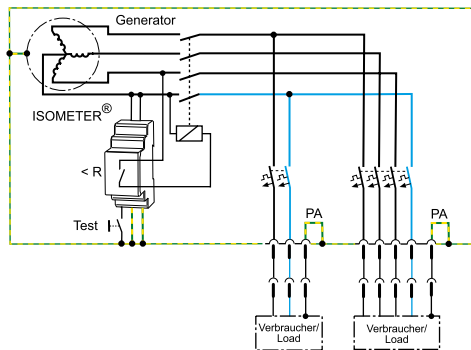 Generator
ISOMETER®
< R
Test
PA
PA
Verbraucher/
Load
Verbraucher/
Load